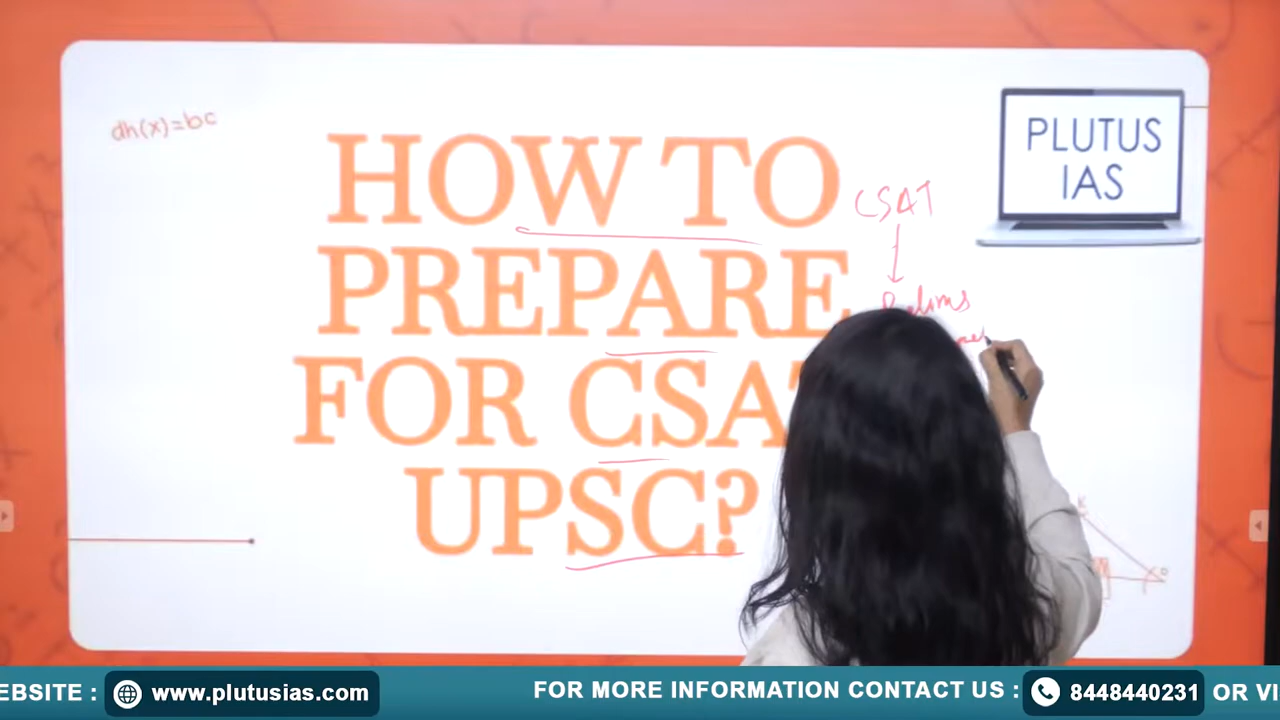 dh(x)=bc
HOW TO
PREPARE
FOR CSAT
UPSC?
PLUTUS
IAS
CSAT
Prelims
EBSITE : www.plutusias.com
FOR MORE INFORMATION CONTACT US : 8448440231 OR VI